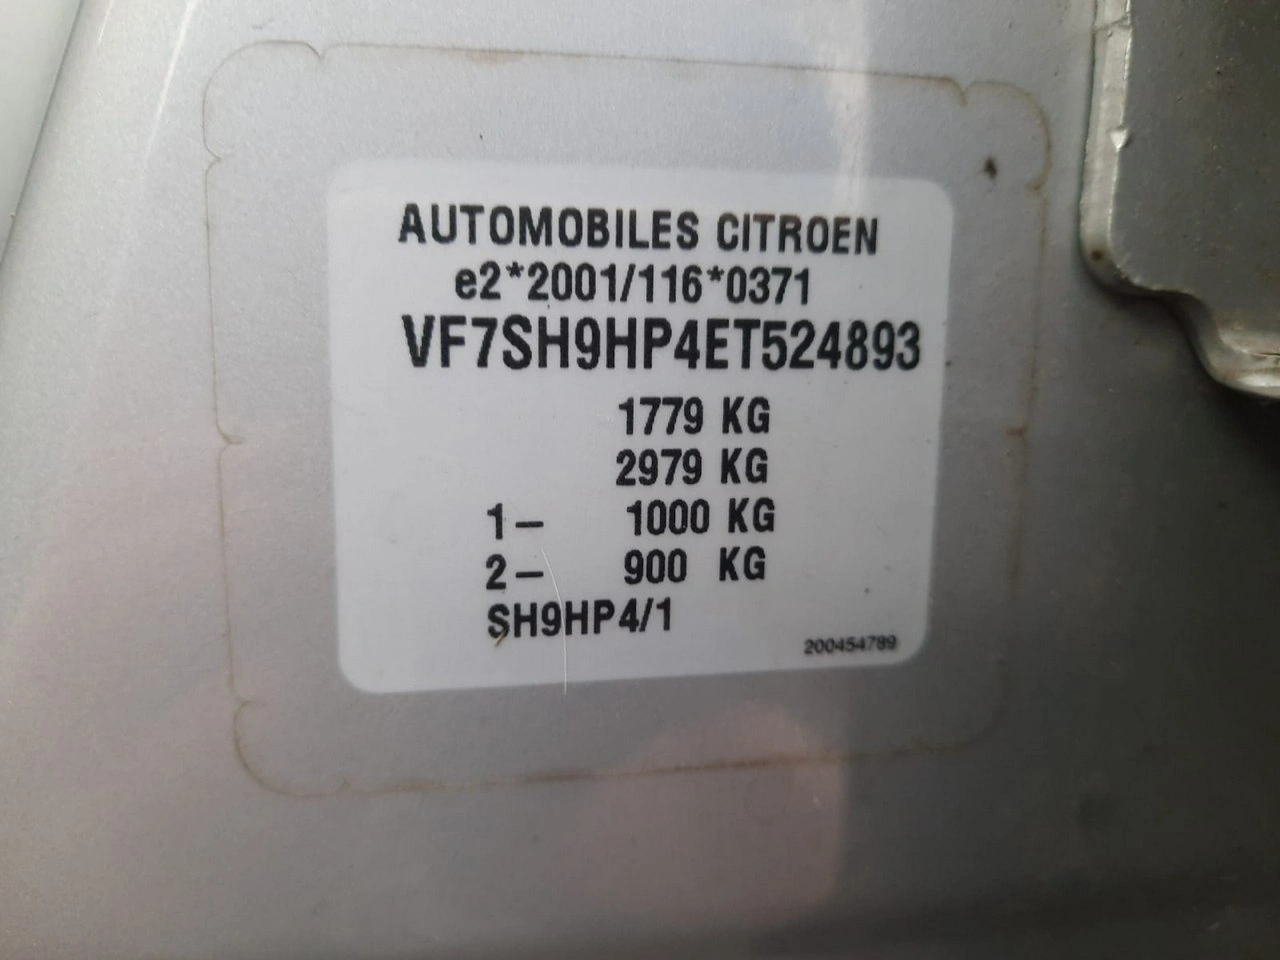 AUTOMOBILES CITROEN
e2*2001/116*0371
VF7SH9HP4ET524893
1779 KG
2979 KG
1- 1000 KG
2- 900 KG
SH9HP4/1
200454789